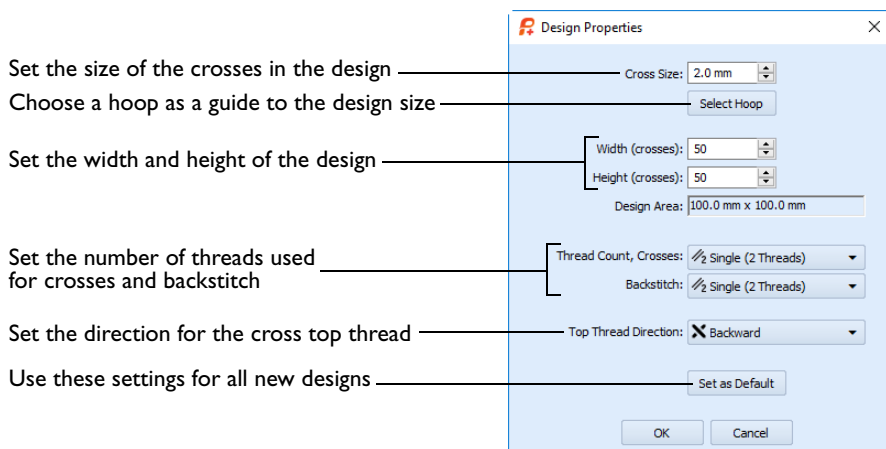 Design Properties
Set the size of the crosses in the design
Cross Size: 2.0 mm
Choose a hoop as a guide to the design size
Select Hoop
Set the width and height of the design
Width (crosses): 50
Height (crosses): 50
Design Area: 100.0 mm x 100.0 mm
Set the number of threads used
for crosses and backstitch
Thread Count, Crosses: 2 Single (2 Threads)
Backstitch: 2 Single (2 Threads)
Set the direction for the cross top thread
Top Thread Direction: Backward
Use these settings for all new designs
Set as Default
OK Cancel